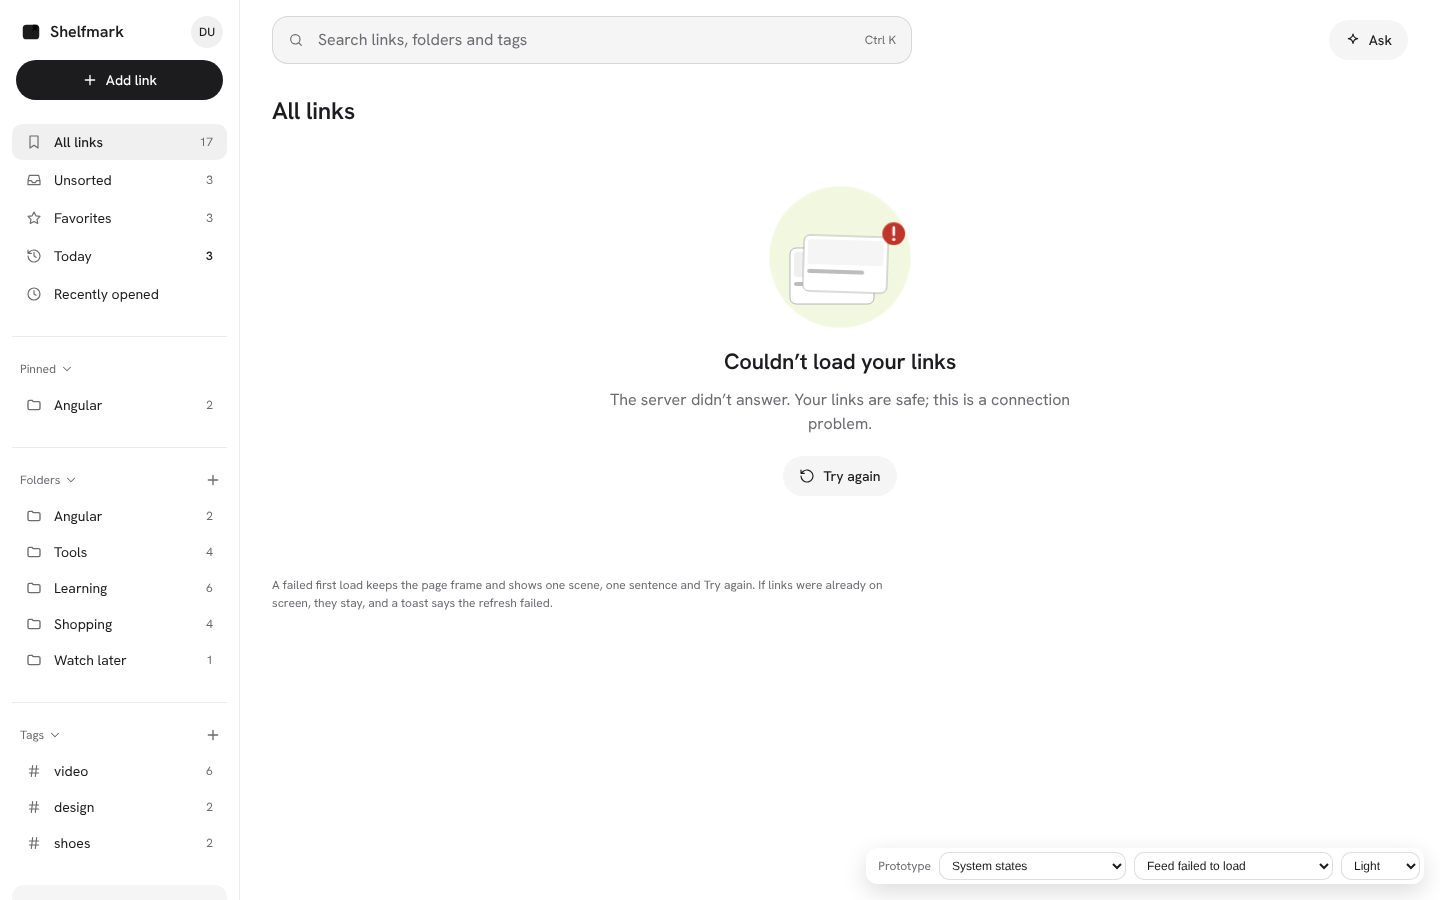 Shelfmark
DU
Add link
All links 17
Unsorted 3
Favorites 3
Today 3
Recently opened
Pinned
Angular 2
Folders
Angular 2
Tools 4
Learning 6
Shopping 4
Watch later 1
Tags
# video 6
# design 2
# shoes 2
Search links, folders and tags Ctrl K
Ask
All links
Couldn’t load your links
The server didn’t answer. Your links are safe; this is a connection
problem.
Try again
A failed first load keeps the page frame and shows one scene, one sentence and Try again. If links were already on
screen, they stay, and a toast says the refresh failed.
Prototype System states Feed failed to load Light